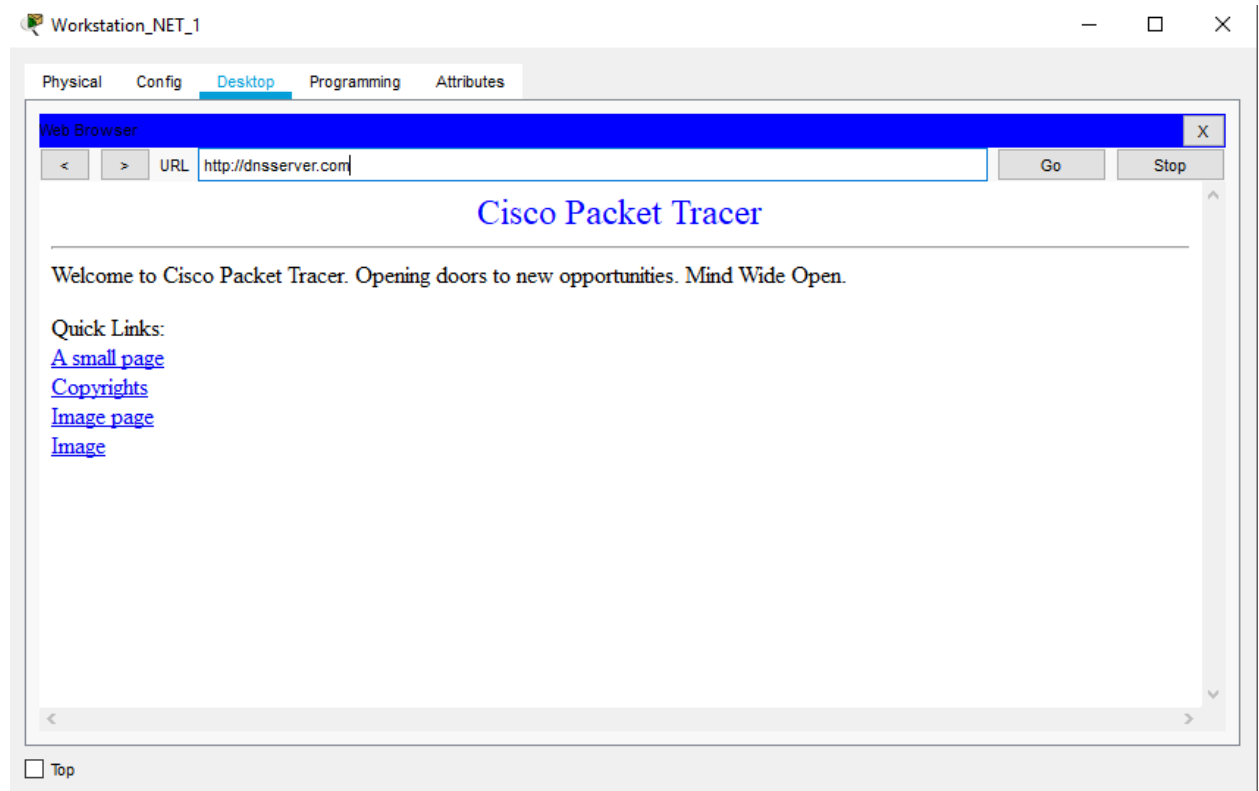 Workstation_NET_1
Physical Config Desktop Programming Attributes
Web Browser X
< > URL http://dnsserver.com Go Stop
Cisco Packet Tracer
Welcome to Cisco Packet Tracer. Opening doors to new opportunities. Mind Wide Open.
Quick Links:
A small page
Copyrights
Image page
Image
Top